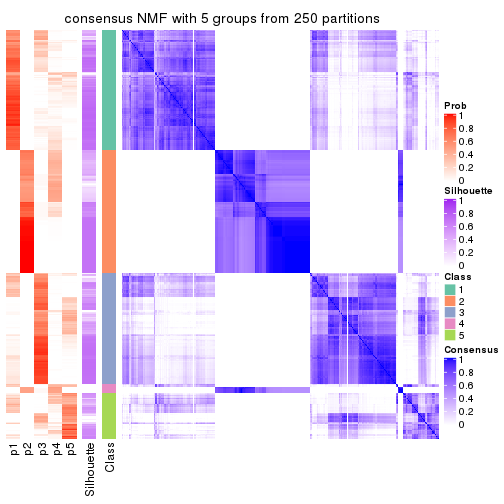 consensus NMF with 5 groups from 250 partitions
Prob
1
0.8
0.6
0.4
0.2
0
Silhouette
1
0.8
0.6
0.4
0.2
0
Class
1
2
3
4
5
Consensus
1
0.8
0.6
0.4
0.2
0
p1
p2
p3
p4
p5
Silhouette
Class